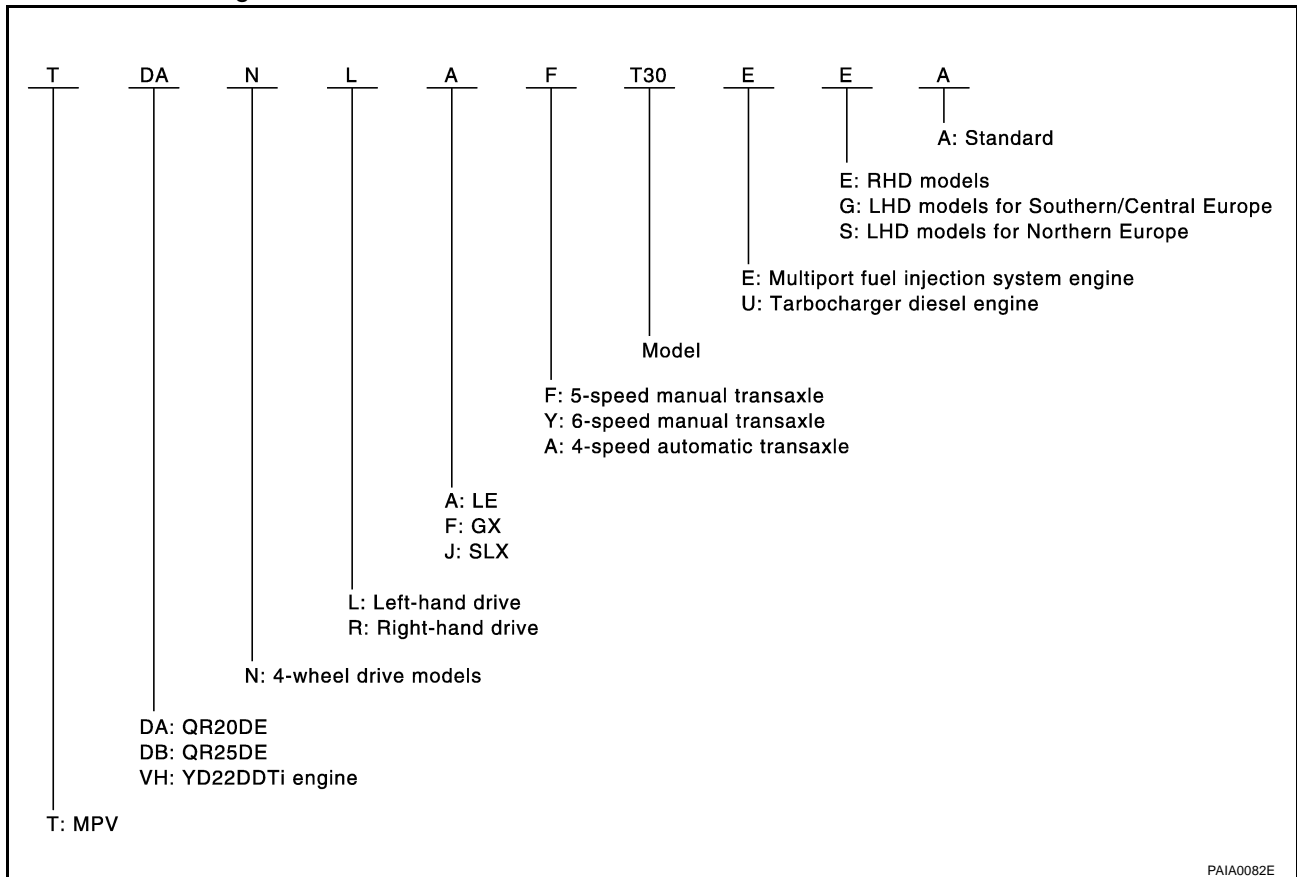 T DA N L A F T30 E E A
A: Standard
E: RHD models
G: LHD models for Southern/Central Europe
S: LHD models for Northern Europe
E: Multiport fuel injection system engine
U: Tarbocharger diesel engine
Model
F: 5-speed manual transaxle
Y: 6-speed manual transaxle
A: 4-speed automatic transaxle
A: LE
F: GX
J: SLX
L: Left-hand drive
R: Right-hand drive
N: 4-wheel drive models
DA: QR20DE
DB: QR25DE
VH: YD22DDTi engine
T: MPV
PAIA0082E